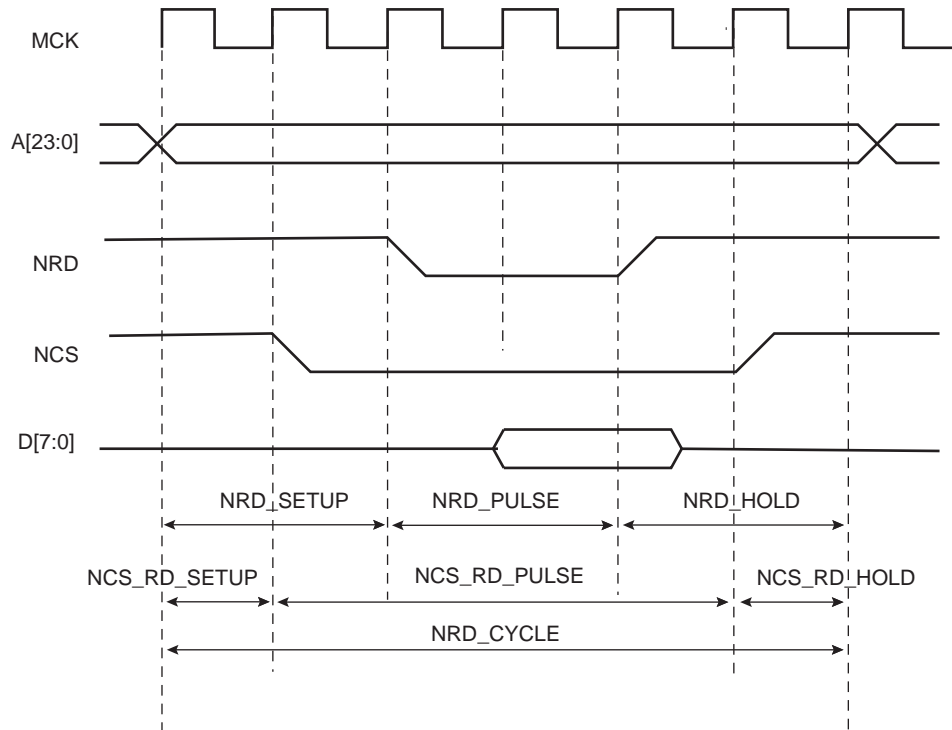 MCK
A[23:0]
NRD
NCS
D[7:0]
NRD_SETUP NRD_PULSE NRD_HOLD
NCS_RD_SETUP NCS_RD_PULSE NCS_RD_HOLD
NRD_CYCLE